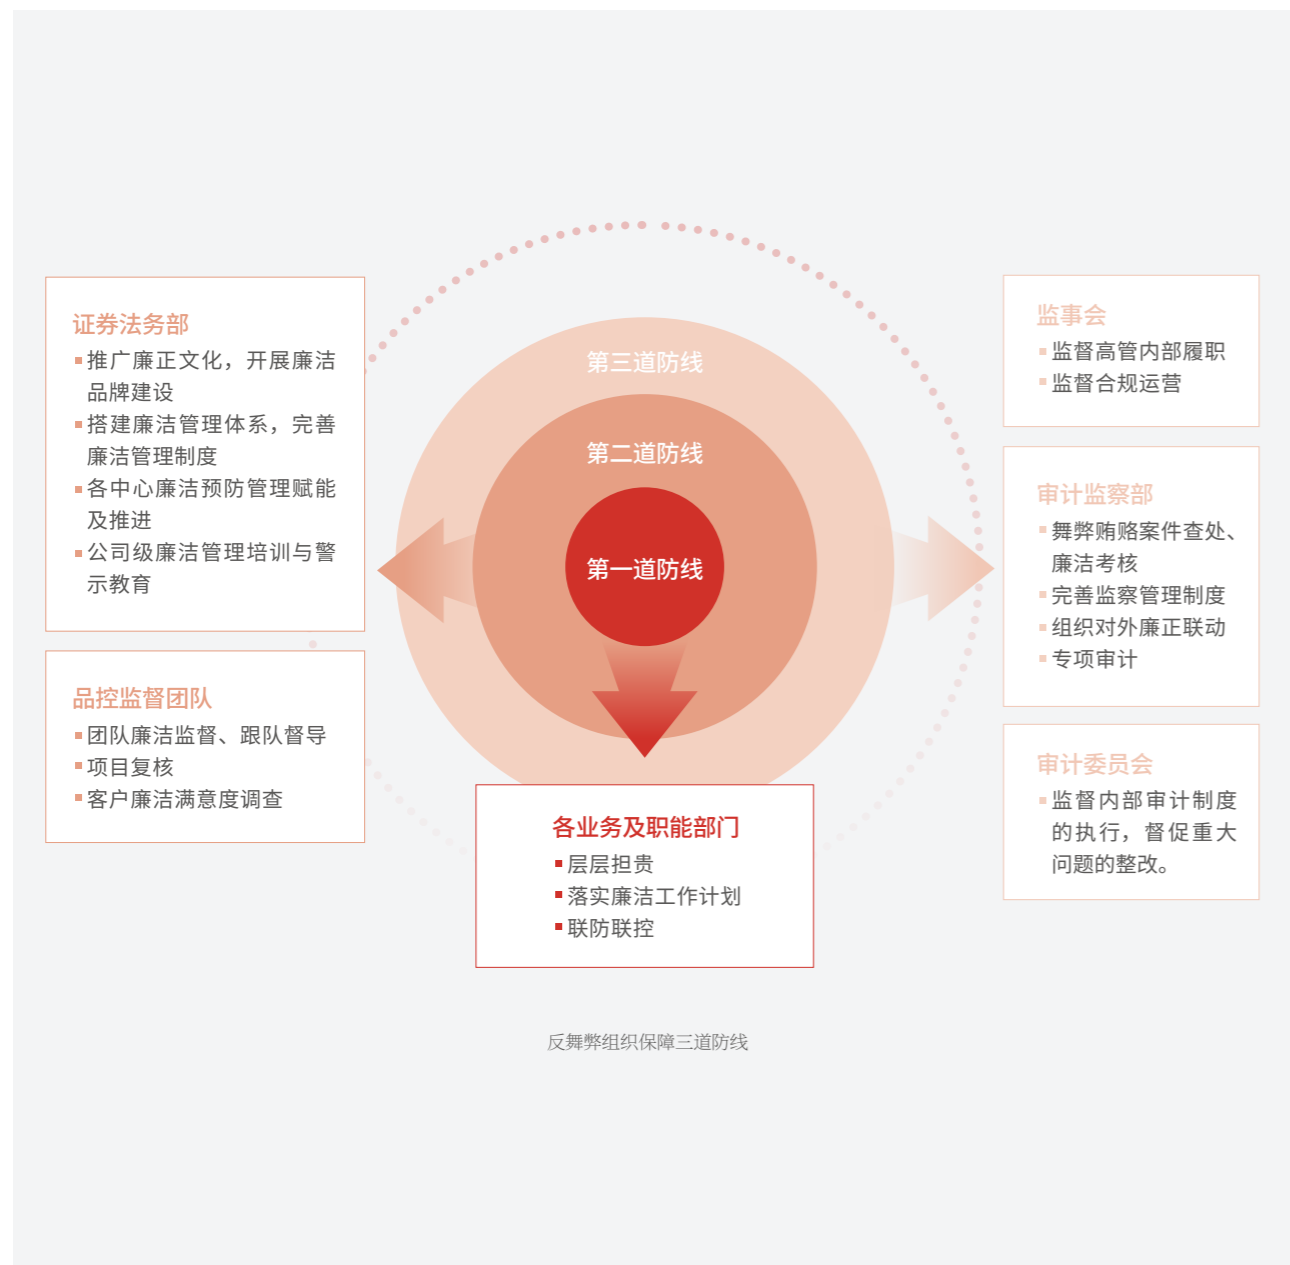 第三道防线
第二道防线
第一道防线
证券法务部
推广廉正文化，开展廉洁
品牌建设
搭建廉洁管理体系，完善
廉洁管理制度
各中心廉洁预防管理赋能
及推进
公司级廉洁管理培训与警
示教育
品控监督团队
团队廉洁监督、跟队督导
项目复核
客户廉洁满意度调查
监事会
监督高管内部履职
监督合规运营
审计监察部
舞弊贿赂案件查处、
廉洁考核
完善监察管理制度
组织对外廉正联动
专项审计
审计委员会
监督内部审计制度
的执行，督促重大
问题的整改。
各业务及职能部门
层层担贵
落实廉洁工作计划
联防联控
反舞弊组织保障三道防线